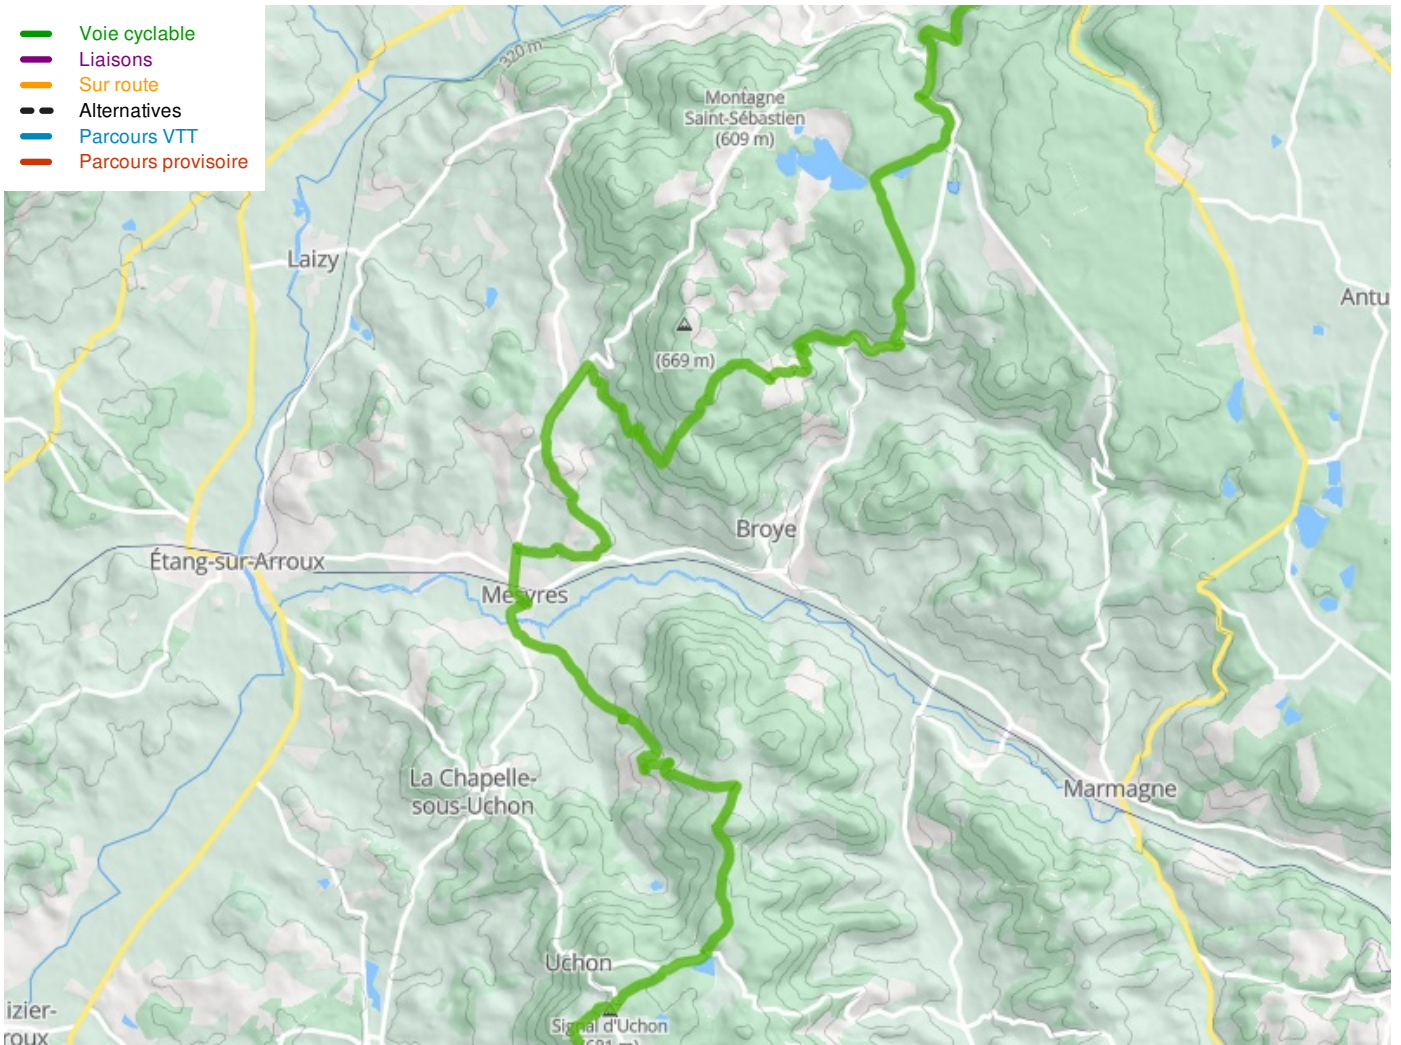 Voie cyclable
Liaisons
Sur route
Alternatives
Parcours VTT
Parcours provisoire
320 m
Montagne
Saint-Sébastien
(609 m)
Laizy
Antu
(669 m)
Broye
Étang-sur-Arroux
Mesvres
La Chapelle-
sous-Uchon
Marmagne
Uchon
izier-
roux
Signal d'Uchon
(681 m)